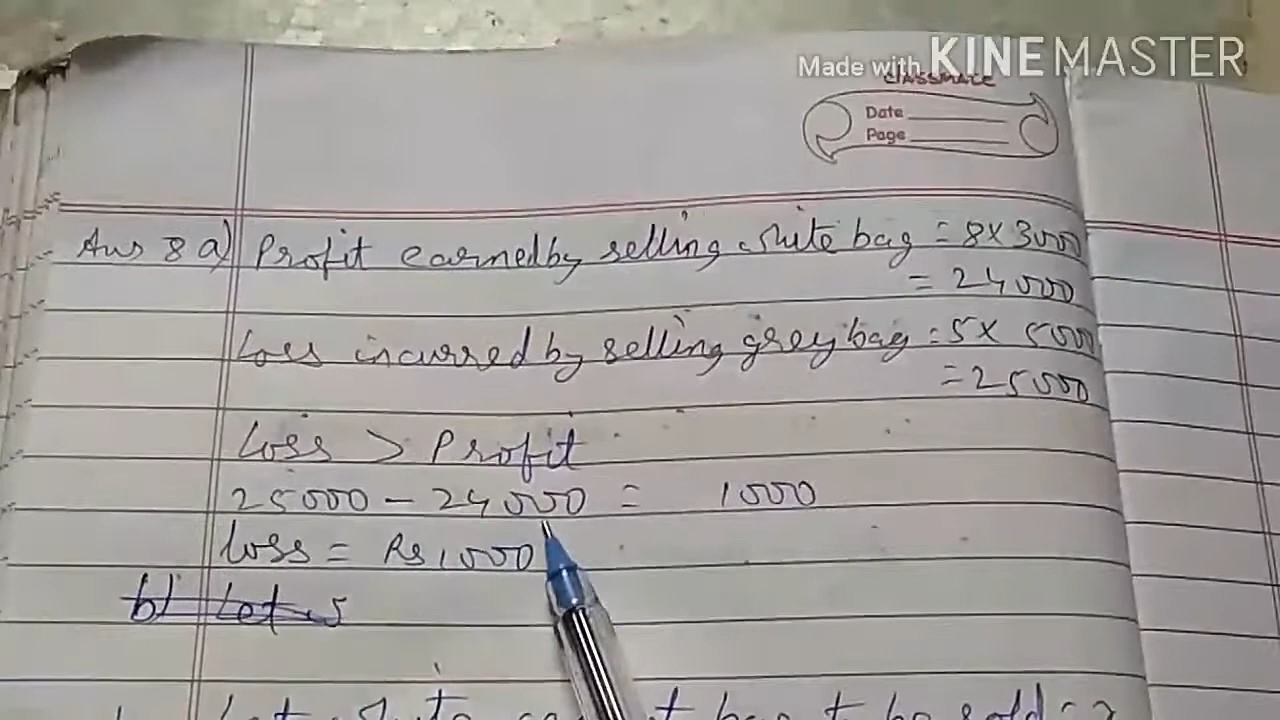 Made with KINEMASTER
classmate
Date
Page
Ans 8 a) Profit earned by selling white bag = 8 x 3000
= 24000
Loss incurred by selling grey bag = 5 x 5000
= 25000
Loss > Profit
25000 - 24000 = 1000
Loss = Rs 1000
b) Let